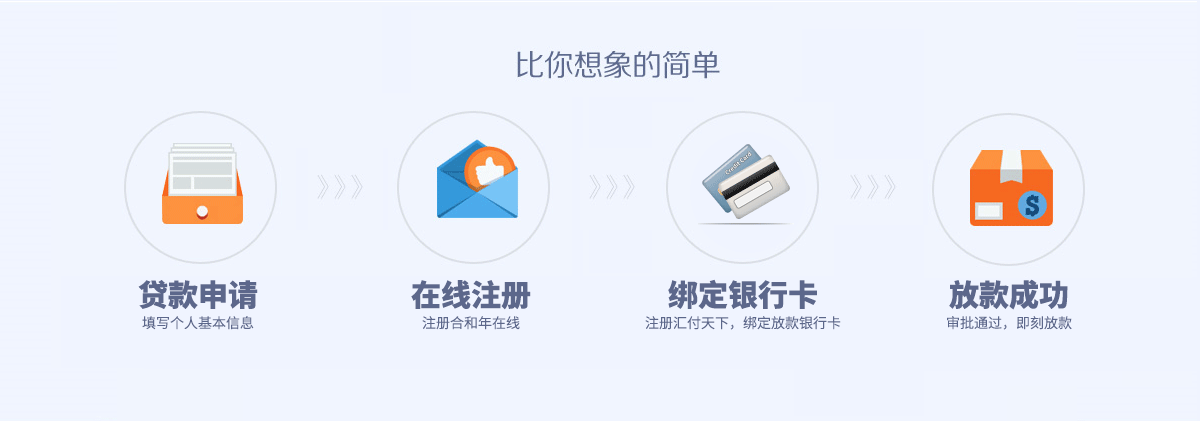 比你想象的简单
Credit Card
贷款申请
填写个人基本信息
在线注册
注册合和年在线
绑定银行卡
注册汇付天下，绑定放款银行卡
$
放款成功
审批通过，即刻放款